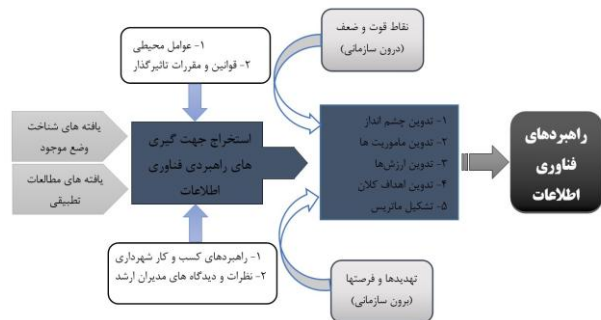 ۱- عوامل محیطی
۲- قوانین و مقررات تاثیرگذار
نقاط قوت و ضعف
(درون سازمانی)
یافته های شناخت
وضع موجود
یافته های مطالعات
تطبیقی
استخراج جهت گیری
های راهبردی فناوری
اطلاعات
۱- تدوین چشم انداز
۲- تدوین ماموریت ها
۳- تدوین ارزش‌ها
۴- تدوین اهداف کلان
۵- تشکیل ماتریس
راهبردهای
فناوری
اطلاعات
۱- راهبردهای کسب و کار شهرداری
۲- نظرات و دیدگاه های مدیران ارشد
تهدیدها و فرصتها
(برون سازمانی)